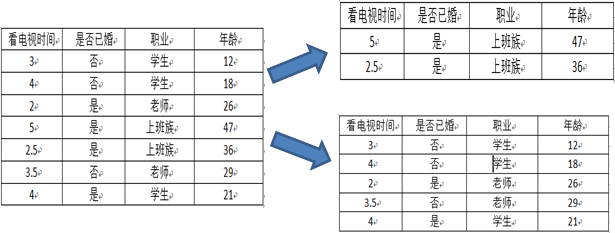 看电视时间 是否已婚 职业 年龄
3 否 学生 12
4 否 学生 18
2 是 老师 26
5 是 上班族 47
2.5 是 上班族 36
3.5 否 老师 29
4 是 学生 21
看电视时间 是否已婚 职业 年龄
5 是 上班族 47
2.5 是 上班族 36
看电视时间 是否已婚 职业 年龄
3 否 学生 12
4 否 学生 18
2 是 老师 26
3.5 否 老师 29
4 是 学生 21